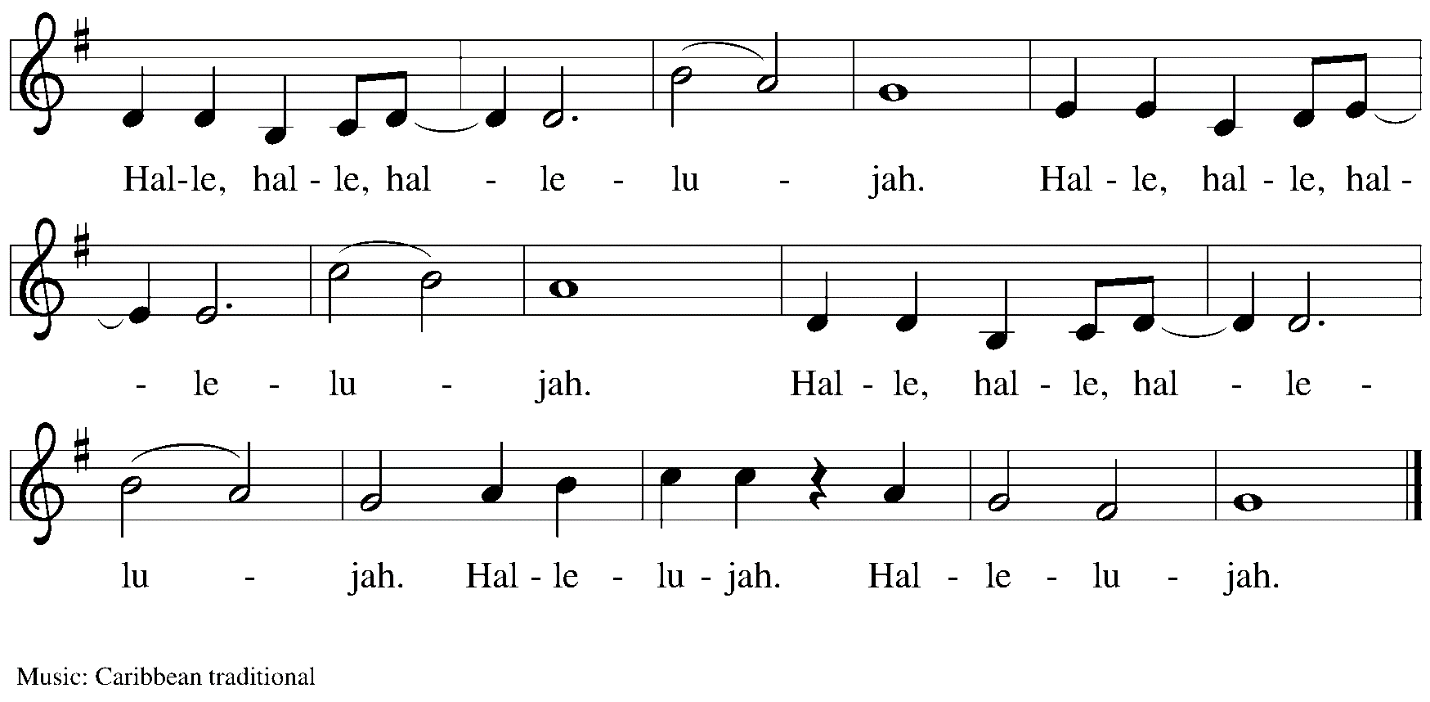 Hal-le, hal - le, hal - le - lu - jah. Hal - le, hal - le, hal -
- le - lu - jah. Hal - le, hal - le, hal - le -
lu - jah. Hal - le - lu - jah. Hal - le - lu - jah.
Music: Caribbean traditional